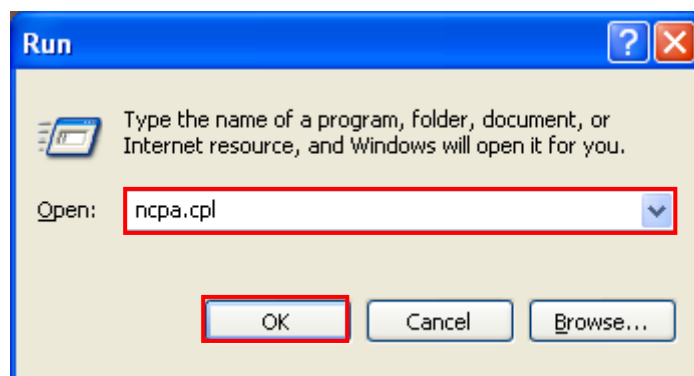 Run
Type the name of a program, folder, document, or
Internet resource, and Windows will open it for you.
Open: ncpa.cpl
OK Cancel Browse...